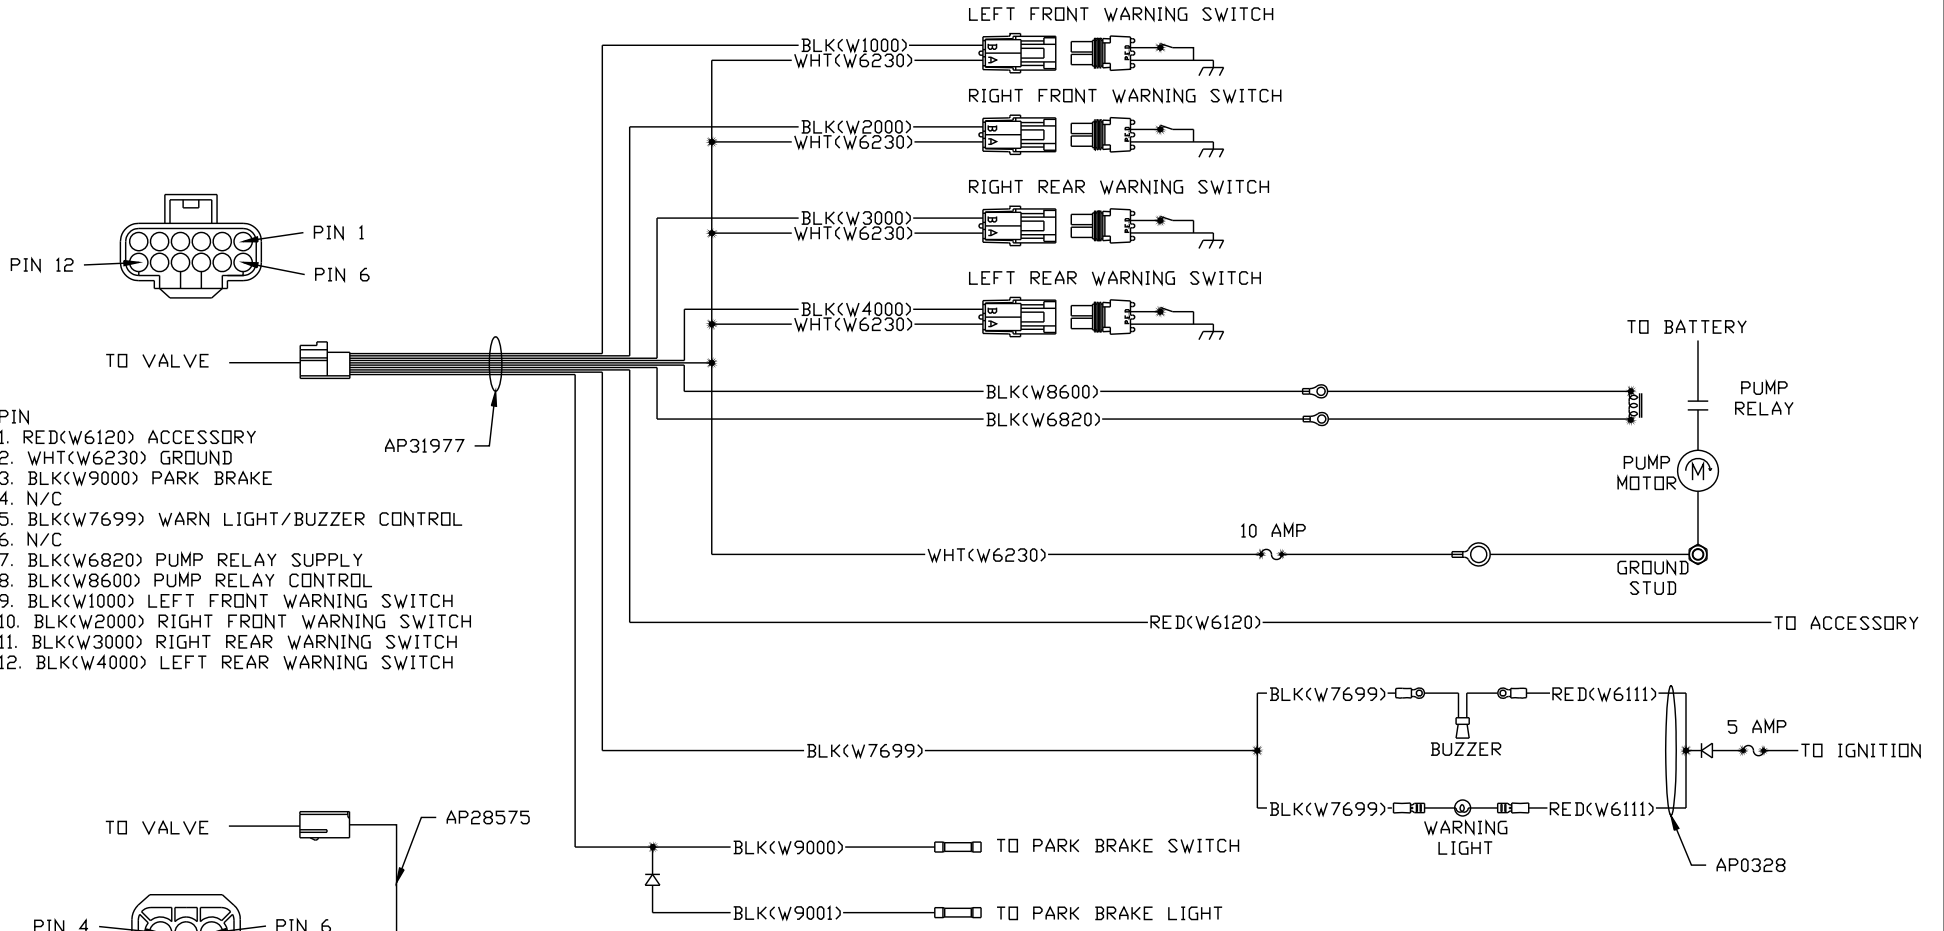 LEFT FRONT WARNING SWITCH
BLK(W1000)
WHT(W6230)
B
A
RIGHT FRONT WARNING SWITCH
BLK(W2000)
WHT(W6230)
B
A
RIGHT REAR WARNING SWITCH
BLK(W3000)
WHT(W6230)
B
A
LEFT REAR WARNING SWITCH
BLK(W4000)
WHT(W6230)
B
A
PIN 1
PIN 12
PIN 6
TO VALVE
AP31977
TO BATTERY
PUMP
RELAY
BLK(W8600)
BLK(W6820)
PUMP
MOTOR
M
PIN
1. RED(W6120) ACCESSORY
2. WHT(W6230) GROUND
3. BLK(W9000) PARK BRAKE
4. N/C
5. BLK(W7699) WARN LIGHT/BUZZER CONTROL
6. N/C
7. BLK(W6820) PUMP RELAY SUPPLY
8. BLK(W8600) PUMP RELAY CONTROL
9. BLK(W1000) LEFT FRONT WARNING SWITCH
10. BLK(W2000) RIGHT FRONT WARNING SWITCH
11. BLK(W3000) RIGHT REAR WARNING SWITCH
12. BLK(W4000) LEFT REAR WARNING SWITCH
10 AMP
WHT(W6230)
GROUND
STUD
RED(W6120)
TO ACCESSORY
BLK(W7699)
RED(W6111)
BUZZER
5 AMP
TO IGNITION
BLK(W7699)
BLK(W7699)
RED(W6111)
WARNING
LIGHT
AP0328
TO VALVE
AP28575
BLK(W9000)
TO PARK BRAKE SWITCH
BLK(W9001)
TO PARK BRAKE LIGHT
PIN 4
PIN 6